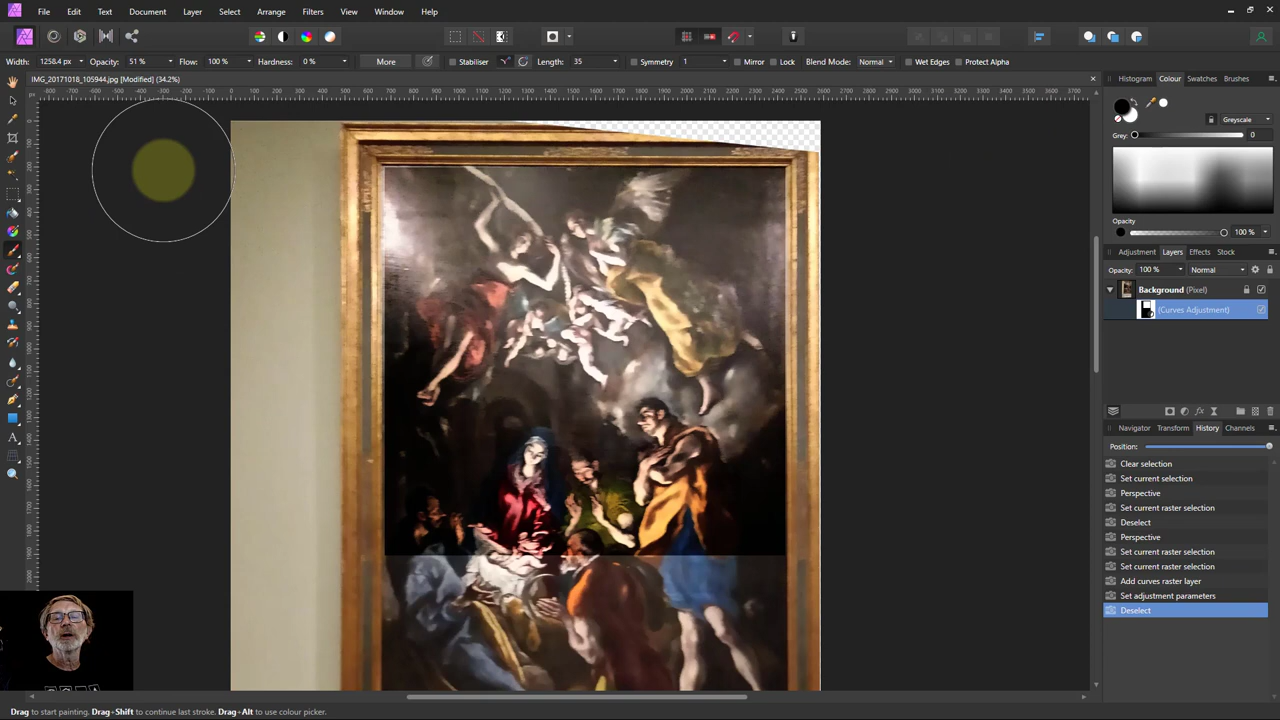 File Edit Text Document Layer Select Arrange Filters View Window Help
Width: 1258.4 px Opacity: 51 % Flow: 100 % Hardness: 0 % More Stabiliser Length: 35 Symmetry 1 Mirror Lock Blend Mode: Normal Wet Edges Protect Alpha
IMG_20171018_105944.jpg [Modified] (34.2%)
Histogram Colour Swatches Brushes
Greyscale
Grey: 0
Opacity
100 %
Adjustment Layers Effects Stock
Opacity: 100 % Normal
Background (Pixel)
(Curves Adjustment)
Navigator Transform History Channels
Position:
Clear selection
Set current selection
Perspective
Set current raster selection
Deselect
Perspective
Set current raster selection
Set current raster selection
Add curves raster layer
Set adjustment parameters
Deselect
Drag to start painting. Drag+Shift to continue last stroke. Drag+Alt to use colour picker.